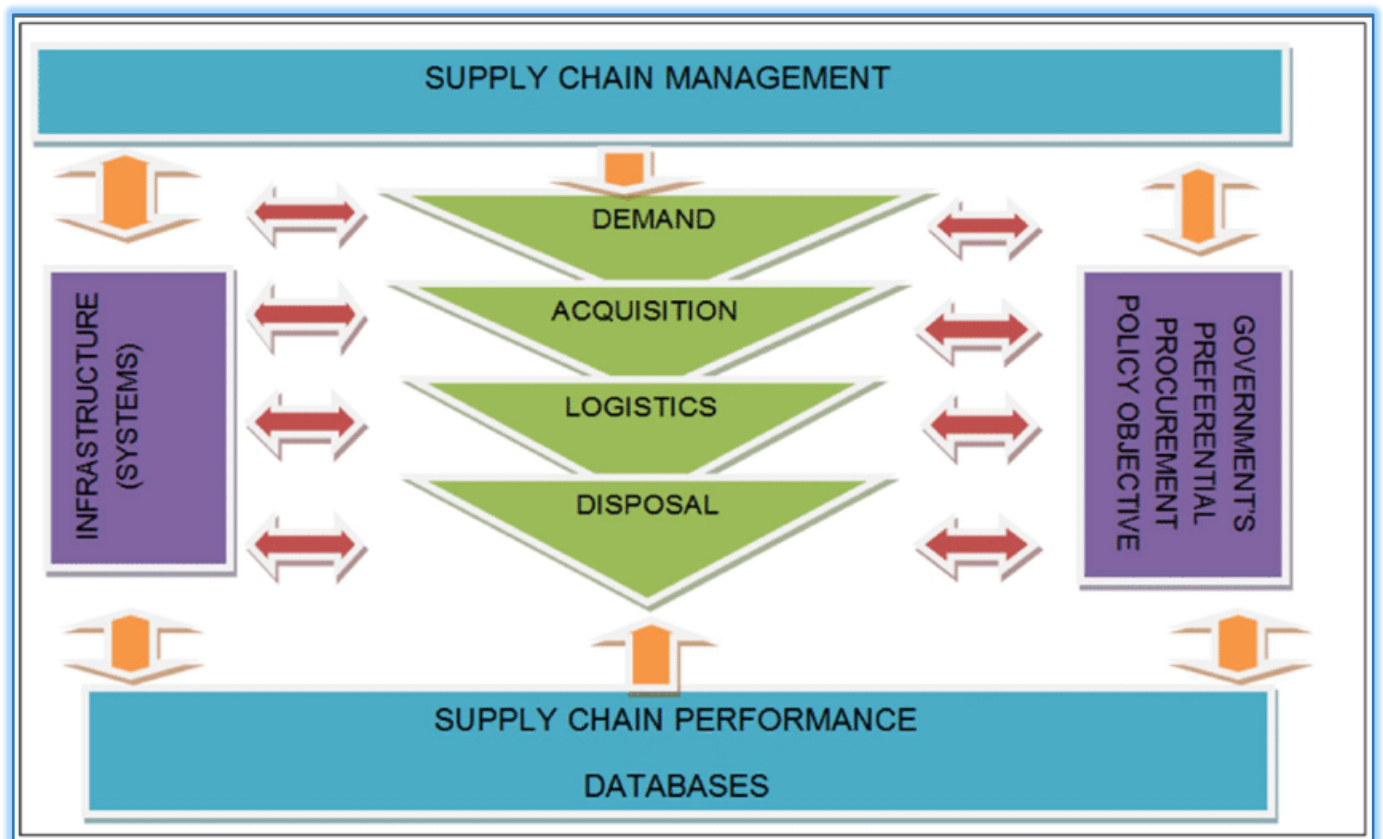 SUPPLY CHAIN MANAGEMENT
DEMAND
ACQUISITION
LOGISTICS
DISPOSAL
INFRASTRUCTURE
(SYSTEMS)
GOVERNMENT'S
PREFERENTIAL
PROCUREMENT
POLICY OBJECTIVE
SUPPLY CHAIN PERFORMANCE
DATABASES